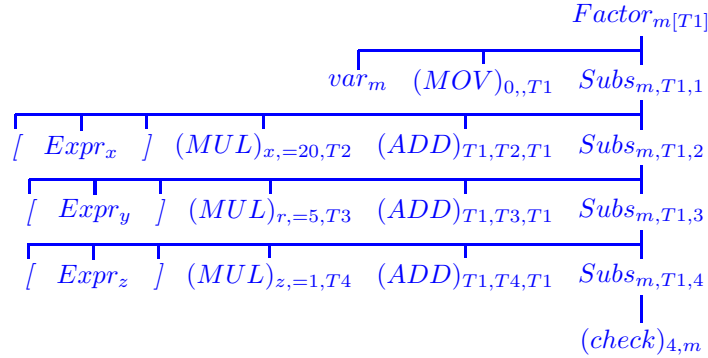 Factor_{m[T1]}
var_m (MOV)_{0,,T1} Subs_{m,T1,1}
[ Expr_x ] (MUL)_{x,=20,T2} (ADD)_{T1,T2,T1} Subs_{m,T1,2}
[ Expr_y ] (MUL)_{r,=5,T3} (ADD)_{T1,T3,T1} Subs_{m,T1,3}
[ Expr_z ] (MUL)_{z,=1,T4} (ADD)_{T1,T4,T1} Subs_{m,T1,4}
(check)_{4,m}